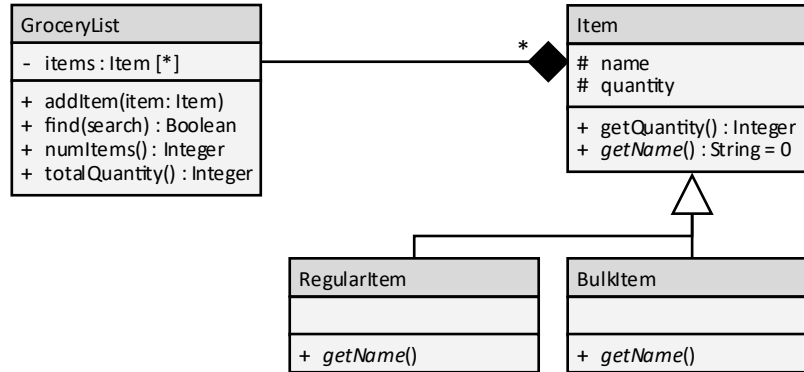 GroceryList
- items : Item [*]
+ addItem(item: Item)
+ find(search) : Boolean
+ numItems() : Integer
+ totalQuantity() : Integer
*
Item
# name
# quantity
+ getQuantity() : Integer
+ getName() : String = 0
RegularItem
+ getName()
BulkItem
+ getName()